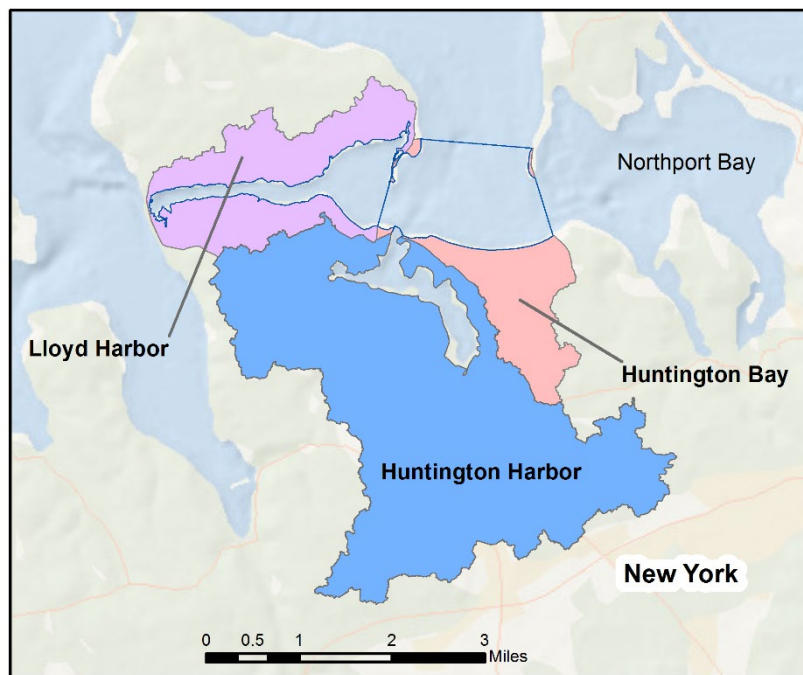 Northport Bay
Lloyd Harbor
Huntington Bay
Huntington Harbor
New York
0 0.5 1 2 3
Miles